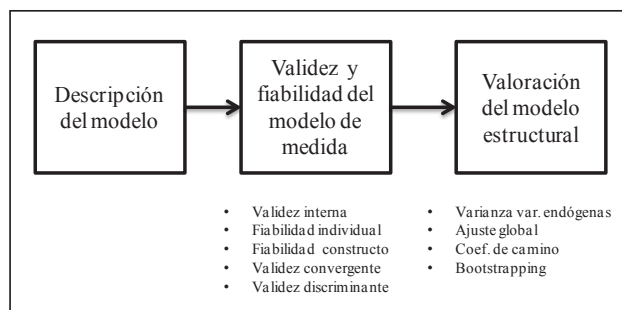 Descripción
del modelo
Validez y
fiabilidad del
modelo de
medida
Valoración
del modelo
estructural
• Validez interna
• Fiabilidad individual
• Fiabilidad constructo
• Validez convergente
• Validez discriminante
• Varianza var. endógenas
• Ajuste global
• Coef. de camino
• Bootstrapping